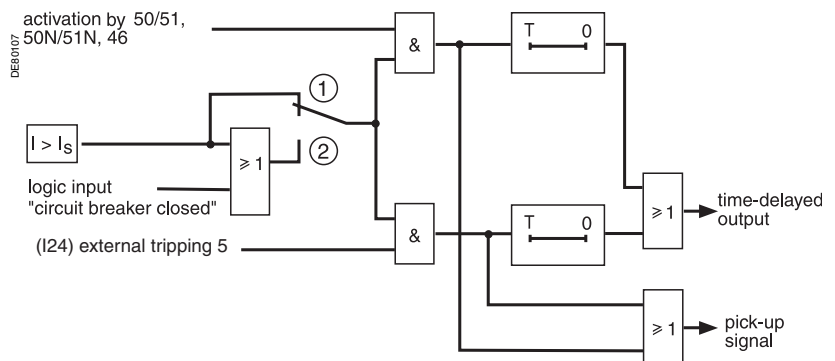 activation by 50/51,
50N/51N, 46
DE80107
&
T 0
1
I > IS
≥ 1
2
logic input
"circuit breaker closed"
(I24) external tripping 5
&
T 0
≥ 1
time-delayed
output
≥ 1
pick-up
signal